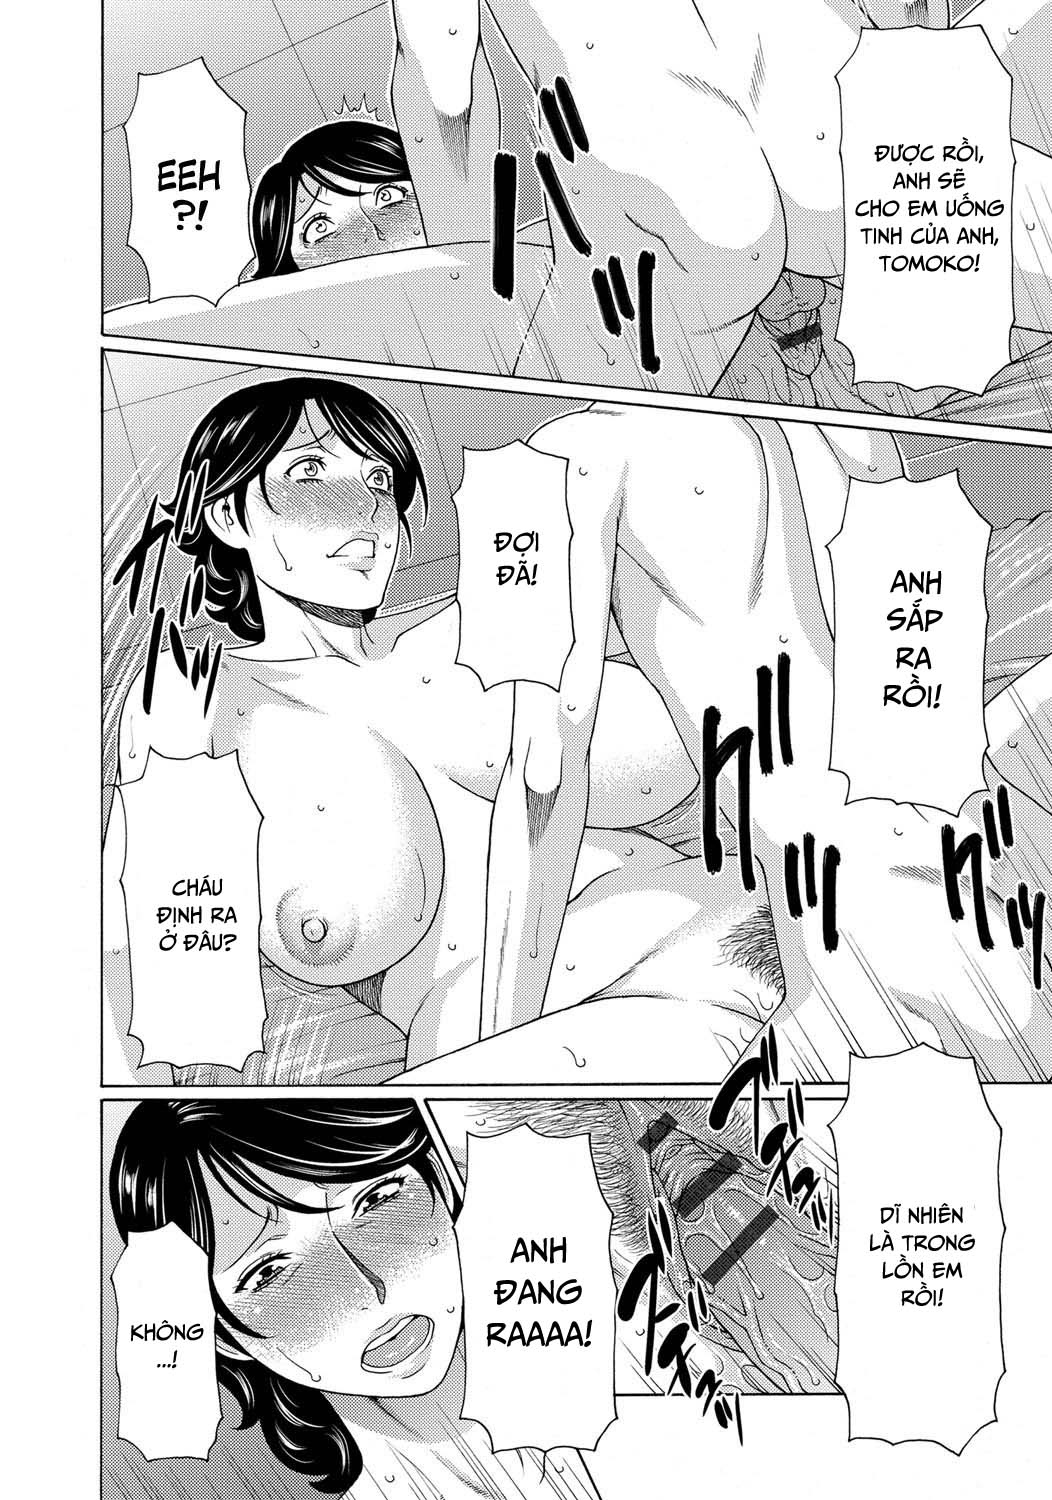 ĐƯỢC RỒI,
ANH SẼ
CHO EM UỐNG
TINH CỦA ANH,
TOMOKO!
EEH
?!
ANH
SẮP
RA
RỒI!
ĐỢI
ĐÃ!
CHÁU
ĐỊNH RA
Ở ĐÂU?
DĨ NHIÊN
LÀ TRONG
LỒN EM
RỒI!
ANH
ĐANG
RAAAA!
KHÔNG
...!